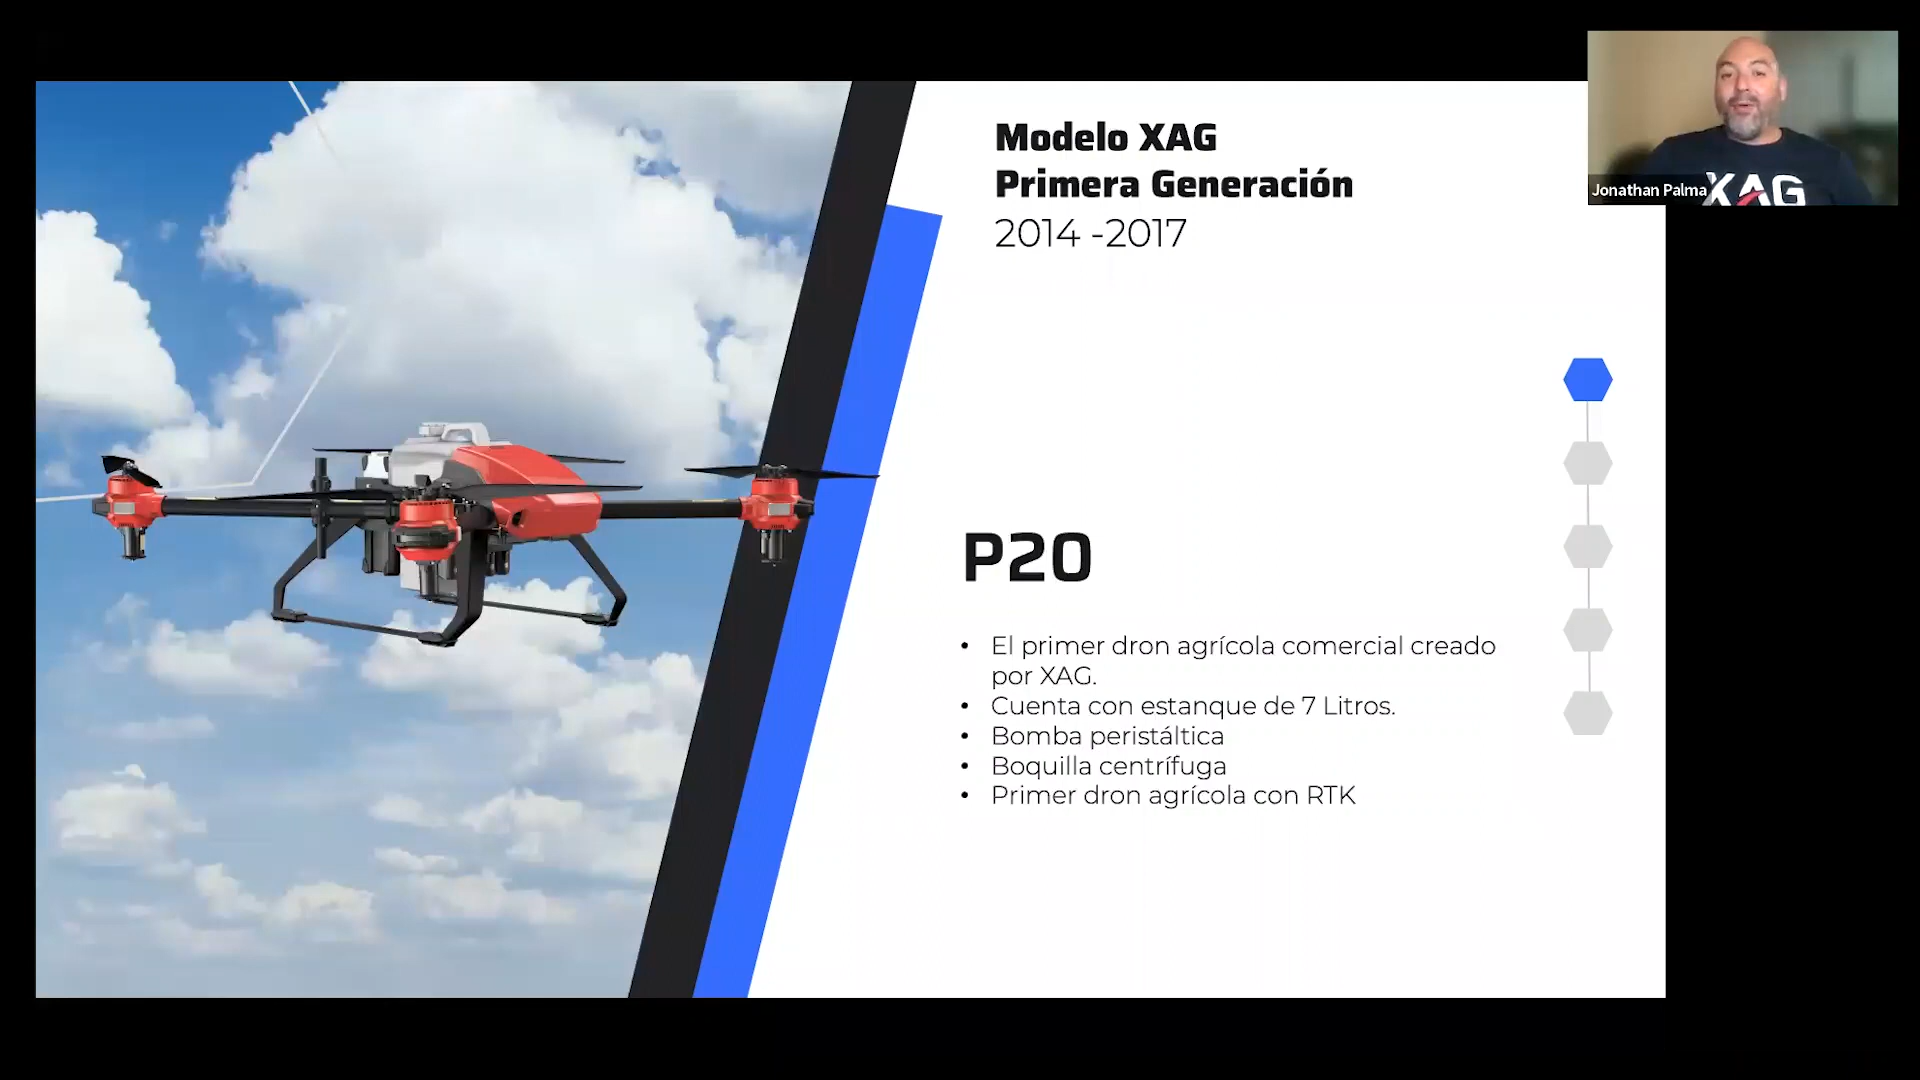 Modelo XAG
Primera Generación
2014 -2017
Jonathan Palma
XAG
P20
• El primer dron agrícola comercial creado
por XAG.
• Cuenta con estanque de 7 Litros.
• Bomba peristáltica
• Boquilla centrífuga
• Primer dron agrícola con RTK